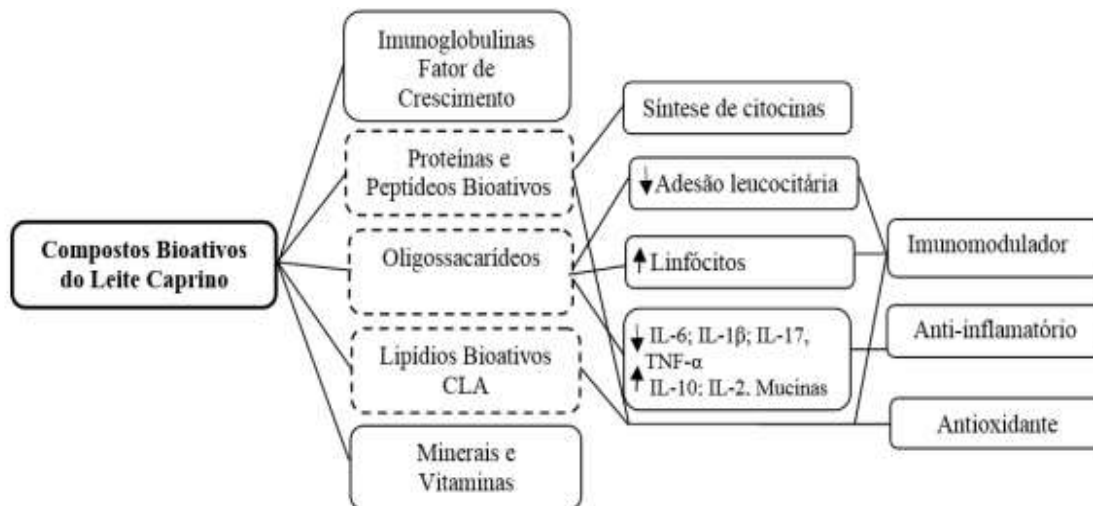 Compostos Bioativos
do Leite Caprino
Imunoglobulinas
Fator de
Crescimento
Proteínas e
Peptídeos Bioativos
Oligossacarídeos
Lipídios Bioativos
CLA
Minerais e
Vitaminas
Síntese de citocinas
↓ Adesão leucocitária
↑ Linfócitos
↓ IL-6; IL-1β; IL-17,
TNF-α
↑ IL-10; IL-2. Mucinas
Imunomodulador
Anti-inflamatório
Antioxidante